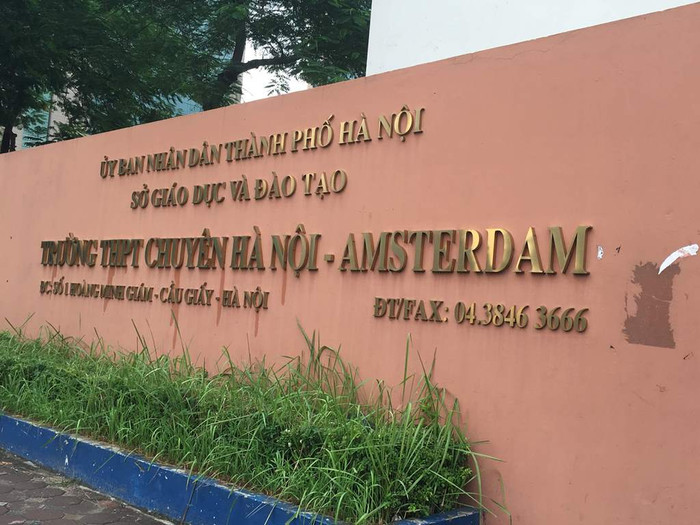 ỦY BAN NHÂN DÂN THÀNH PHỐ HÀ NỘI
SỞ GIÁO DỤC VÀ ĐÀO TẠO
TRƯỜNG THPT CHUYÊN HÀ NỘI - AMSTERDAM
ĐC: SỐ 1 HOÀNG MINH GIÁM - CẦU GIẤY - HÀ NỘI
ĐT/FAX: 04.3846 3666